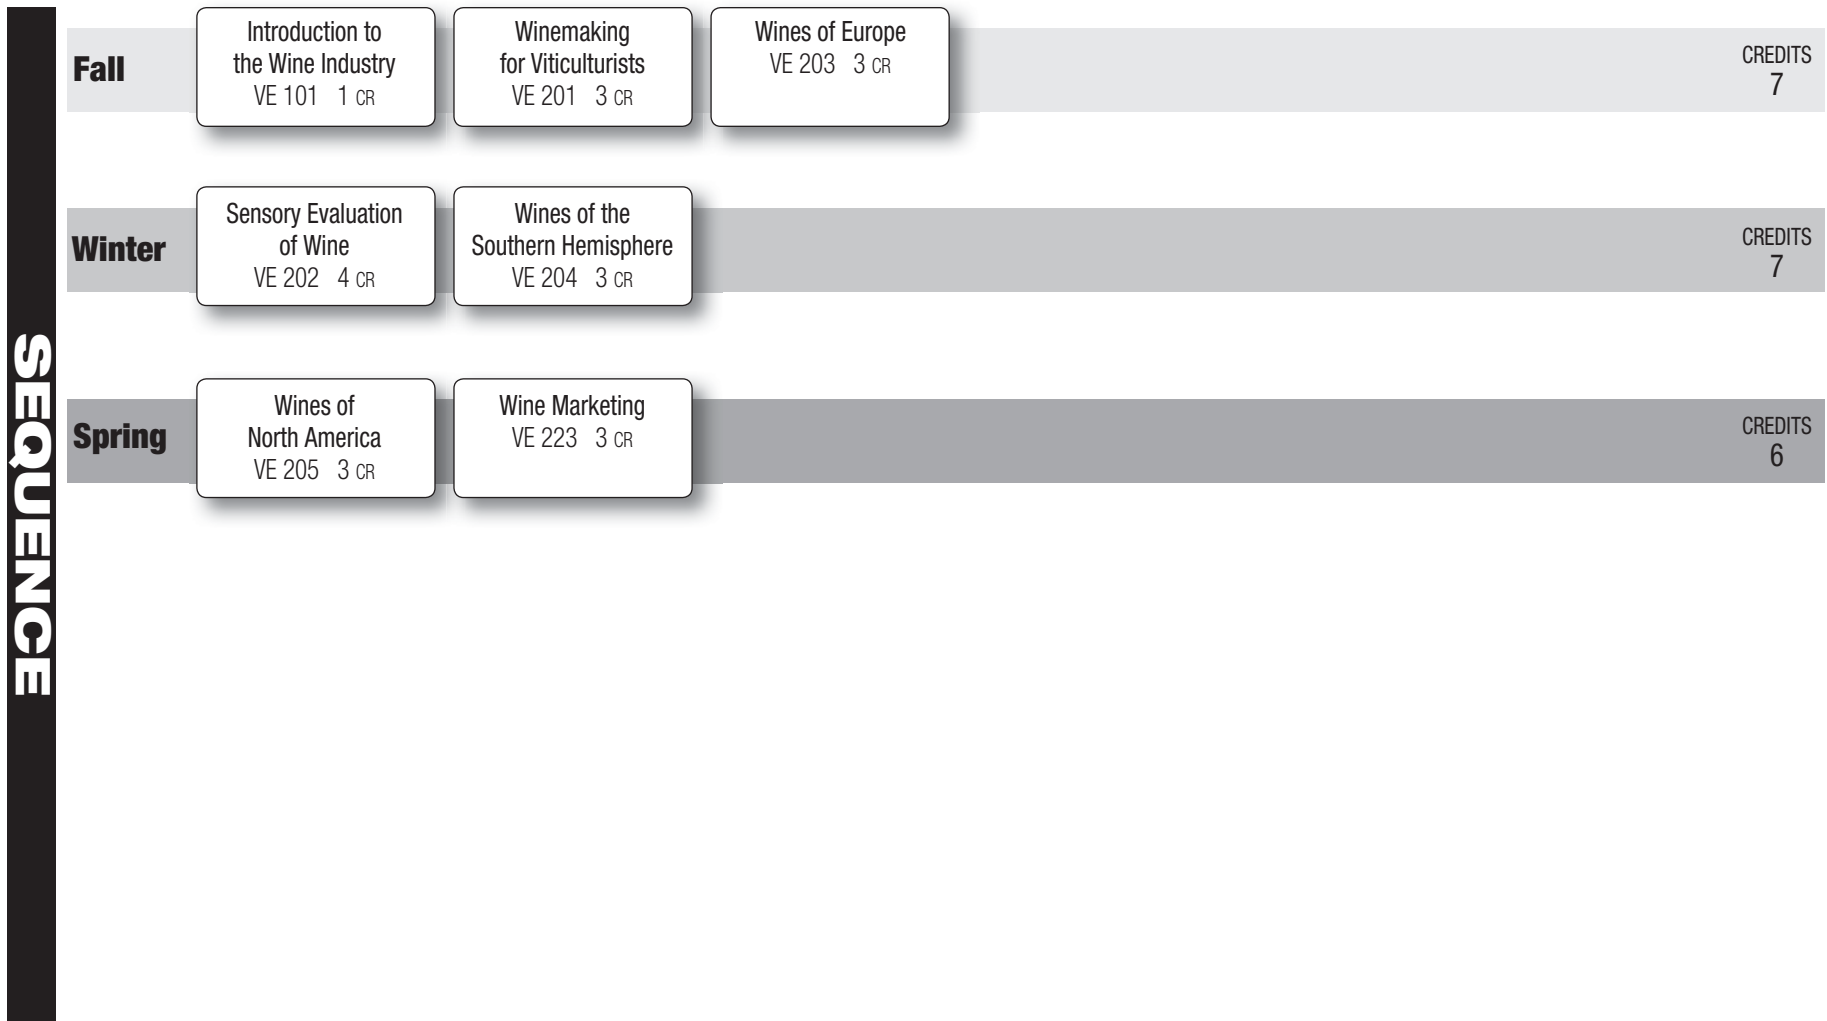 SEQUENCE
Fall
Introduction to
the Wine Industry
VE 101 1 CR
Winemaking
for Viticulturists
VE 201 3 CR
Wines of Europe
VE 203 3 CR
CREDITS
7
Winter
Sensory Evaluation
of Wine
VE 202 4 CR
Wines of the
Southern Hemisphere
VE 204 3 CR
CREDITS
7
Spring
Wines of
North America
VE 205 3 CR
Wine Marketing
VE 223 3 CR
CREDITS
6